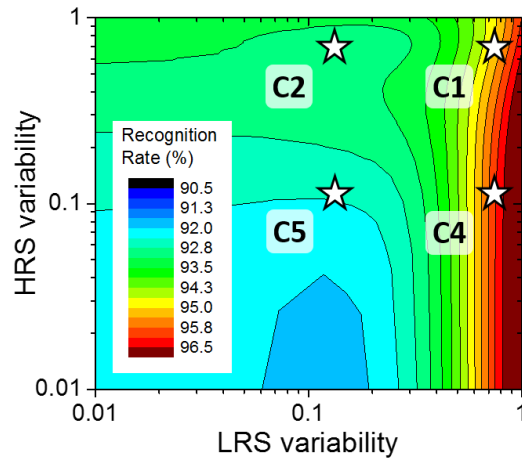 1
C2
C1
Recognition
Rate (%)
90.5
91.3
92.0
92.8
93.5
94.3
95.0
95.8
96.5
0.1
C5
C4
HRS variability
0.01
0.01
0.1
1
LRS variability